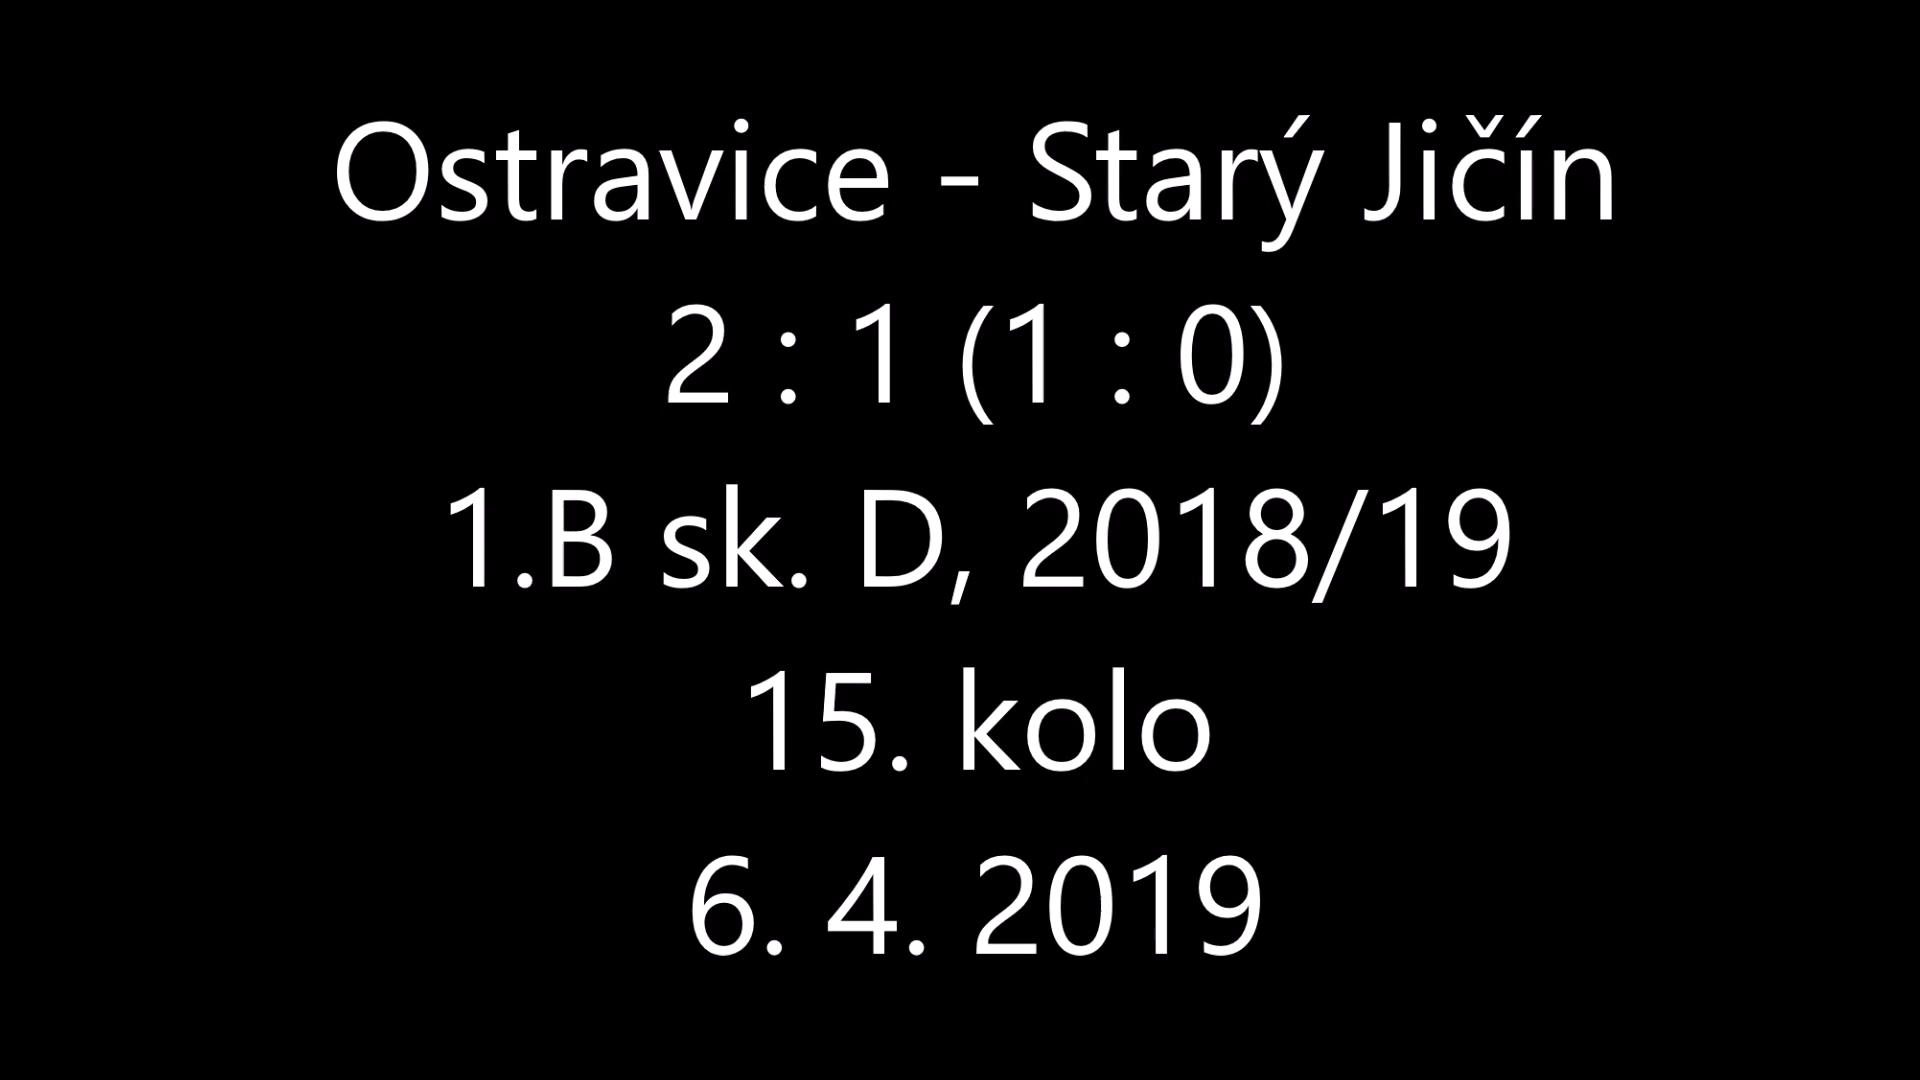 Ostravice - Starý Jičín
2 : 1 (1 : 0)
1.B sk. D, 2018/19
15. kolo
6. 4. 2019